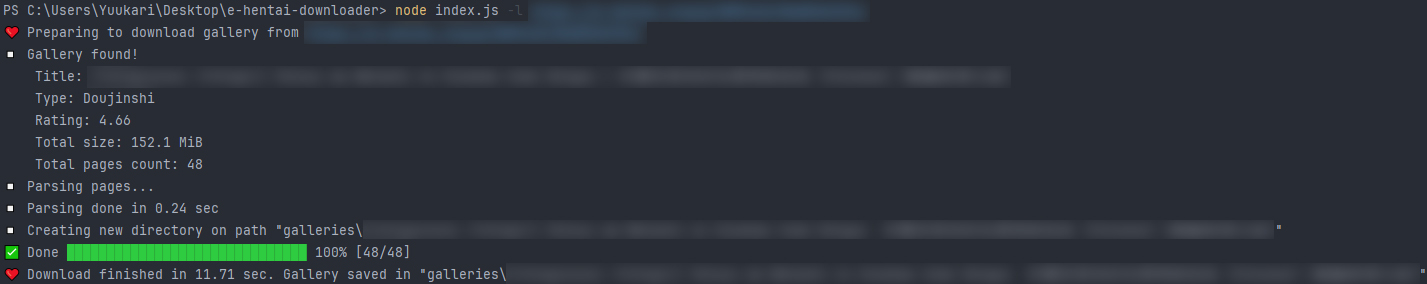 PS C:\Users\Yuukari\Desktop\e-hentai-downloader> node index.js -l
Preparing to download gallery from
Gallery found!
Title:
Type: Doujinshi
Rating: 4.66
Total size: 152.1 MiB
Total pages count: 48
Parsing pages...
Parsing done in 0.24 sec
Creating new directory on path "galleries\ "
Done 100% [48/48]
Download finished in 11.71 sec. Gallery saved in "galleries\ "